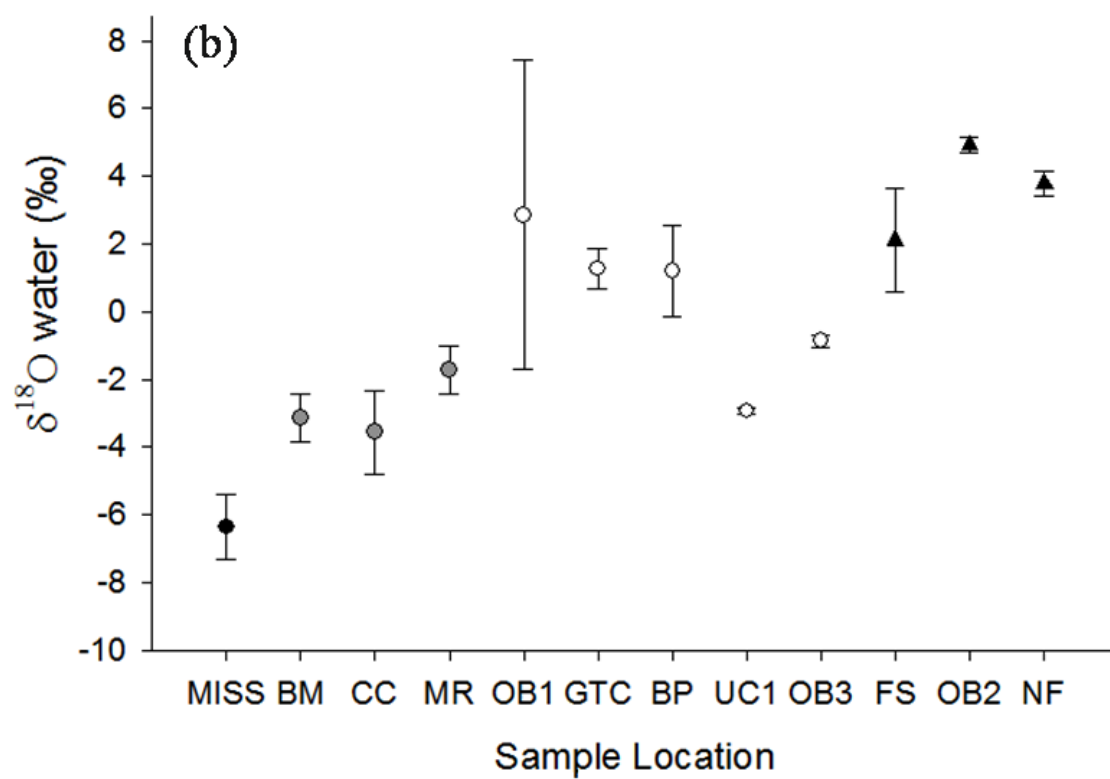 (b)
8
6
4
2
0
-2
-4
-6
-8
-10
δ¹⁸O water (‰)
MISS BM CC MR OB1 GTC BP UC1 OB3 FS OB2 NF
Sample Location